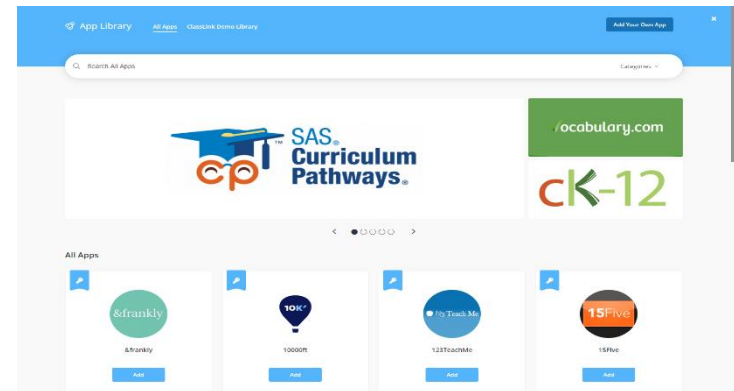 App Library All Apps ClassLink Demo Library Add Your Own App
Search All Apps Categories
SAS®
Curriculum
Pathways®
cp™
Vocabulary.com
cK-12
All Apps
&frankly 10K ft My Teach Me 15Five
&frankly 10000ft 123TeachMe 15Five
Add Add Add Add